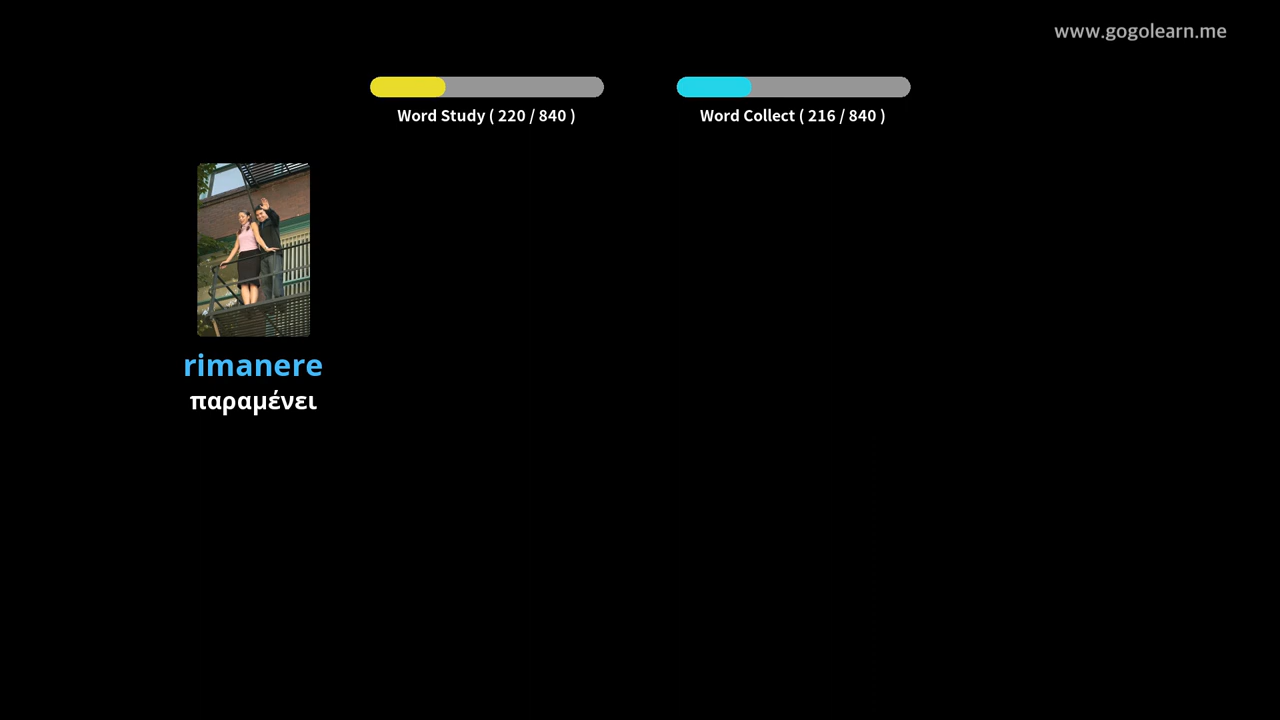 www.gogolearn.me
Word Study ( 220 / 840 )
Word Collect ( 216 / 840 )
rimanere
παραμένει